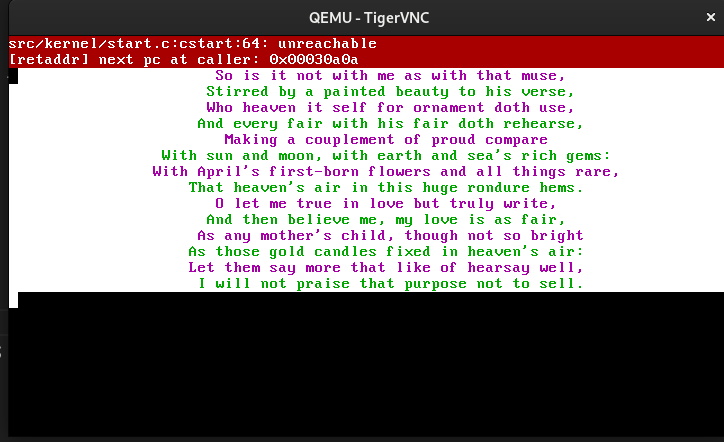 QEMU - TigerVNC
src/kernel/start.c:cstart:64: unreachable
[retaddr] next pc at caller: 0x00030a0a
So is it not with me as with that muse,
Stirred by a painted beauty to his verse,
Who heaven it self for ornament doth use,
And every fair with his fair doth rehearse,
Making a couplement of proud compare
With sun and moon, with earth and sea's rich gems:
With April's first-born flowers and all things rare,
That heaven's air in this huge rondure hems.
O let me true in love but truly write,
And then believe me, my love is as fair,
As any mother's child, though not so bright
As those gold candles fixed in heaven's air:
Let them say more that like of hearsay well,
I will not praise that purpose not to sell.